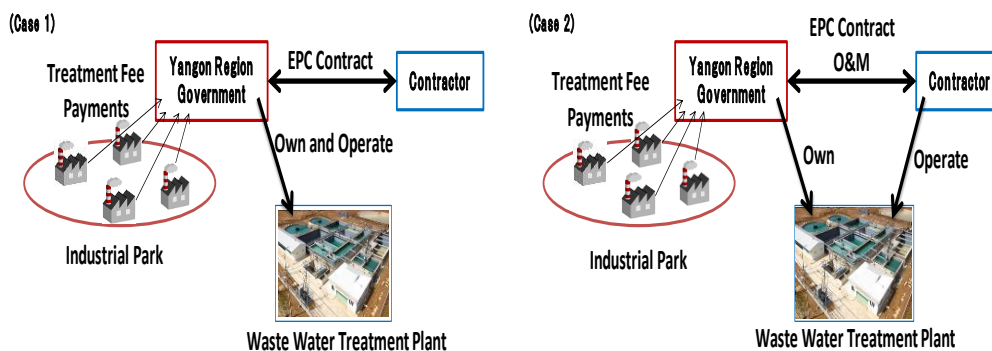 (Case 1)
Yangon Region
Government
EPC Contract
Contractor
Treatment Fee
Payments
Own and Operate
Industrial Park
Waste Water Treatment Plant
(Case 2)
EPC Contract
O&M
Yangon Region
Government
Contractor
Treatment Fee
Payments
Own
Operate
Industrial Park
Waste Water Treatment Plant